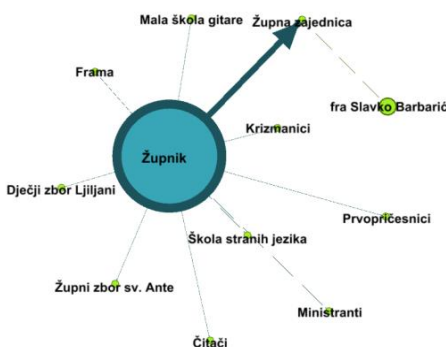 Mala škola gitare
Župna zajednica
Frama
fra Slavko Barbarić
Krizmanici
Župnik
Dječji zbor Ljiljani
Prvopričesnici
Škola stranih jezika
Župni zbor sv. Ante
Ministranti
Čitači